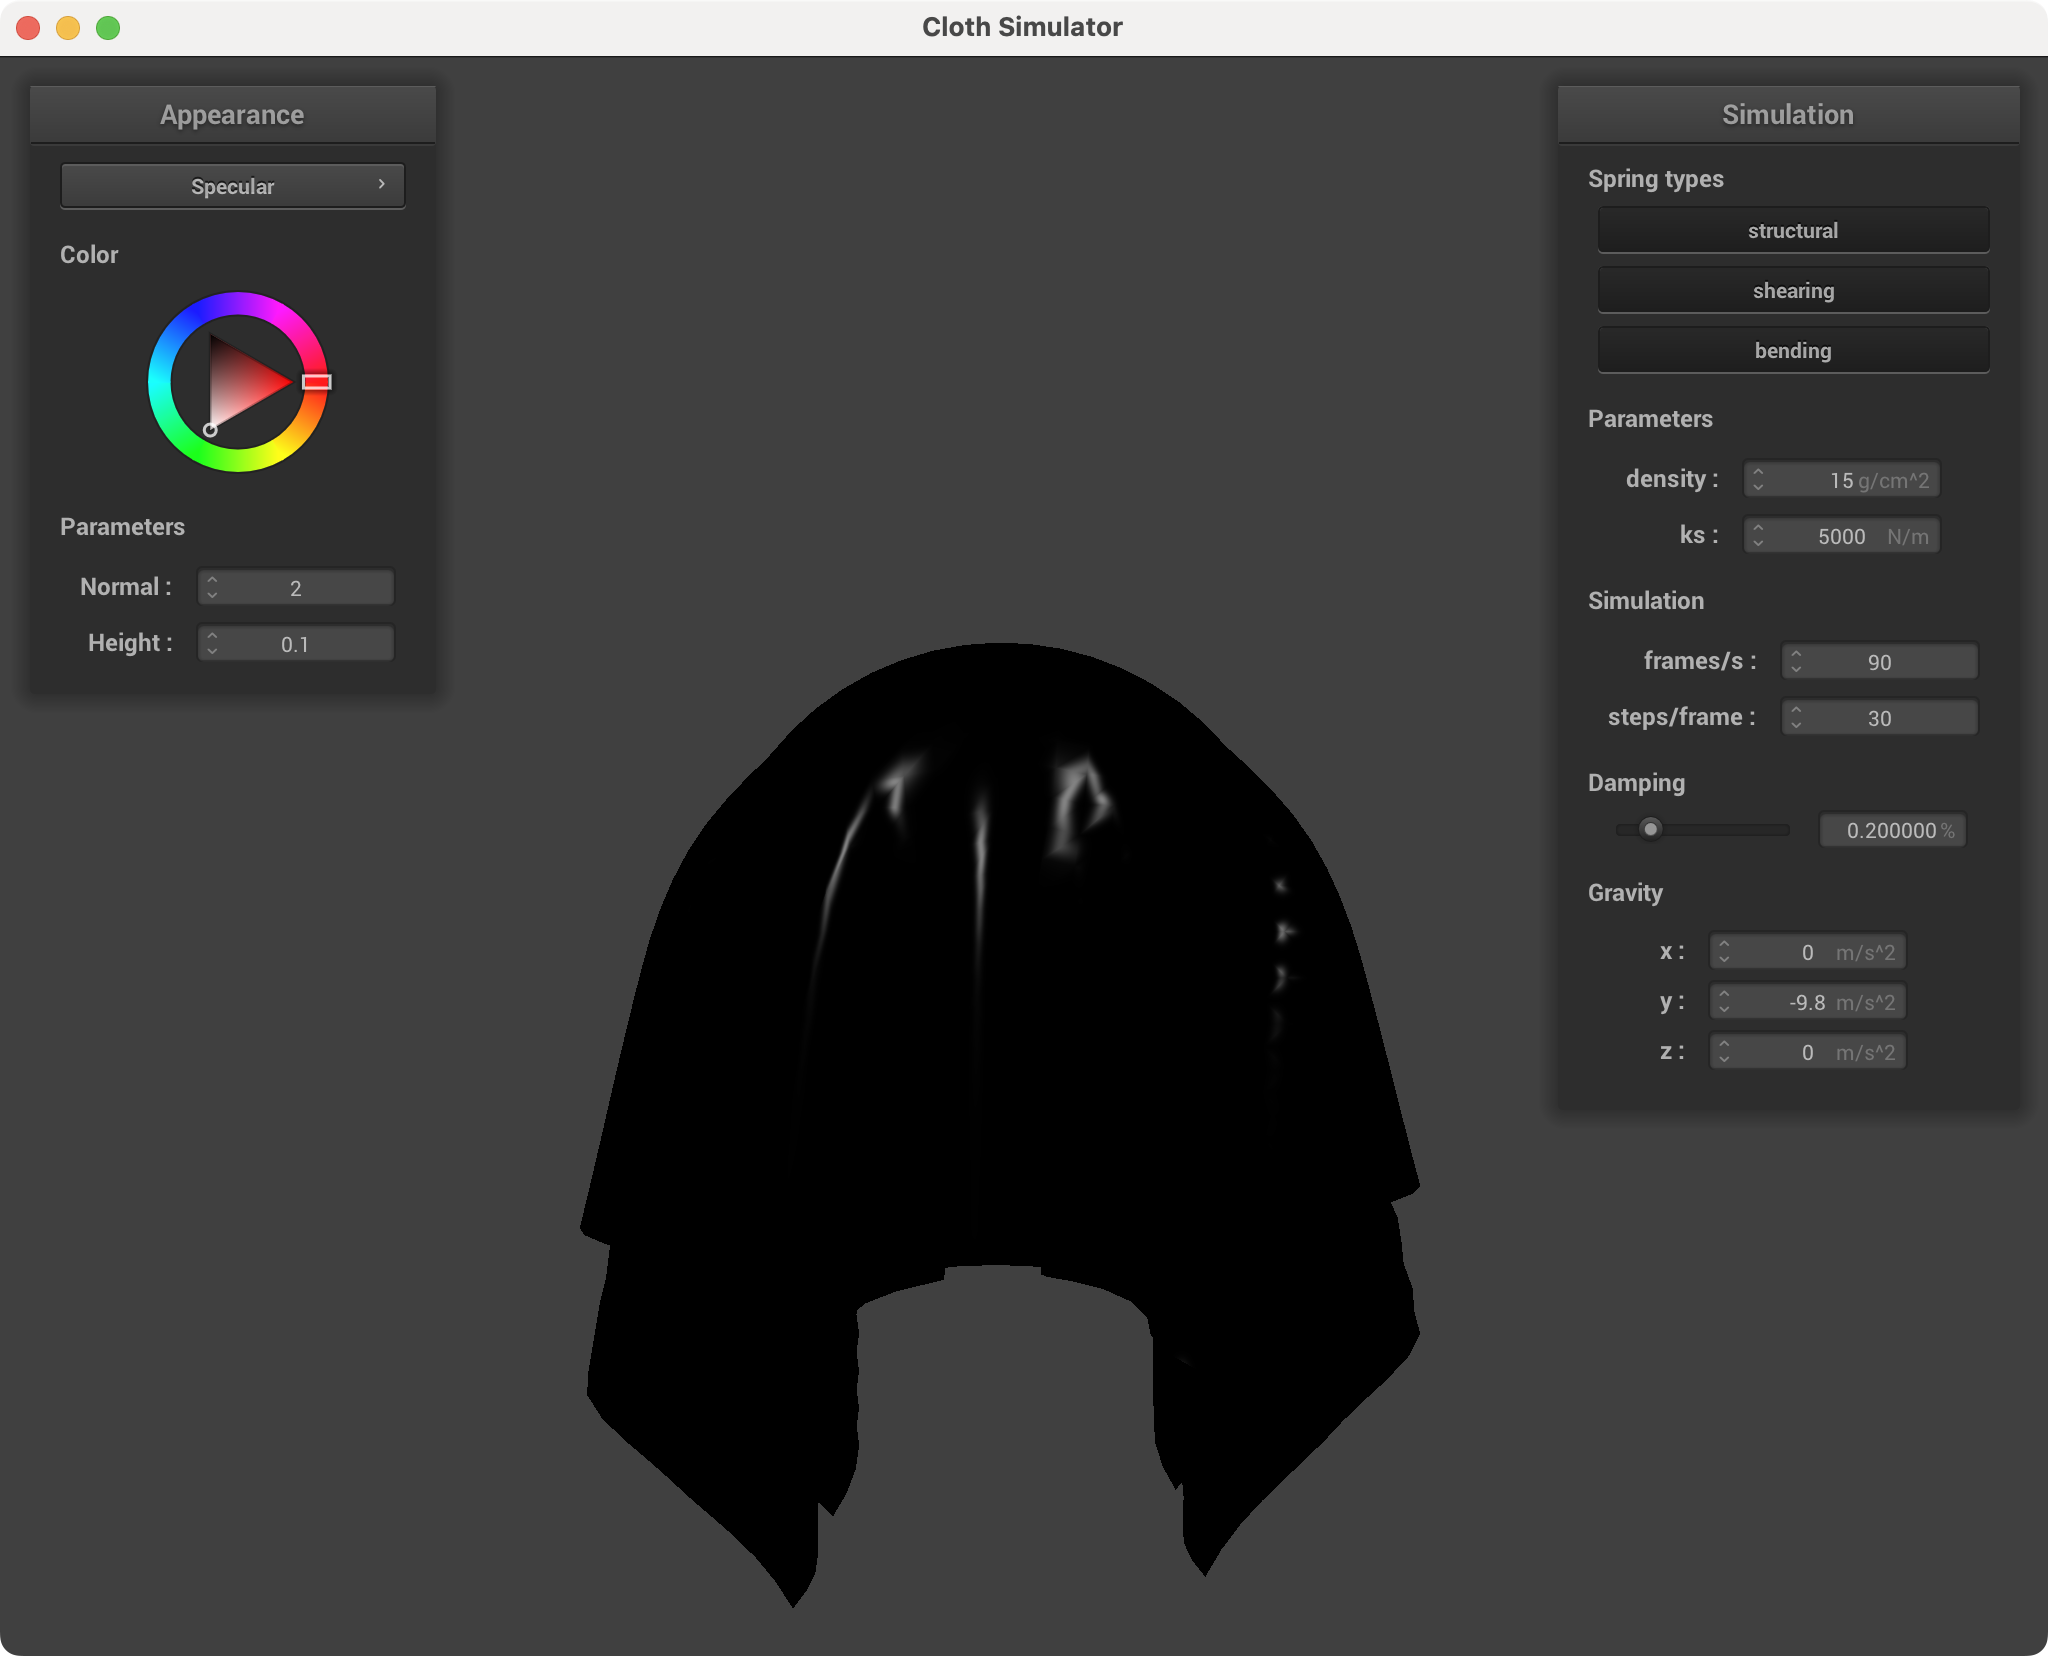 Cloth Simulator
Appearance
Specular
Color
Parameters
Normal : 2
Height : 0.1
Simulation
Spring types
structural
shearing
bending
Parameters
density : 15 g/cm^2
ks : 5000 N/m
Simulation
frames/s : 90
steps/frame : 30
Damping
0.200000 %
Gravity
x : 0 m/s^2
y : -9.8 m/s^2
z : 0 m/s^2